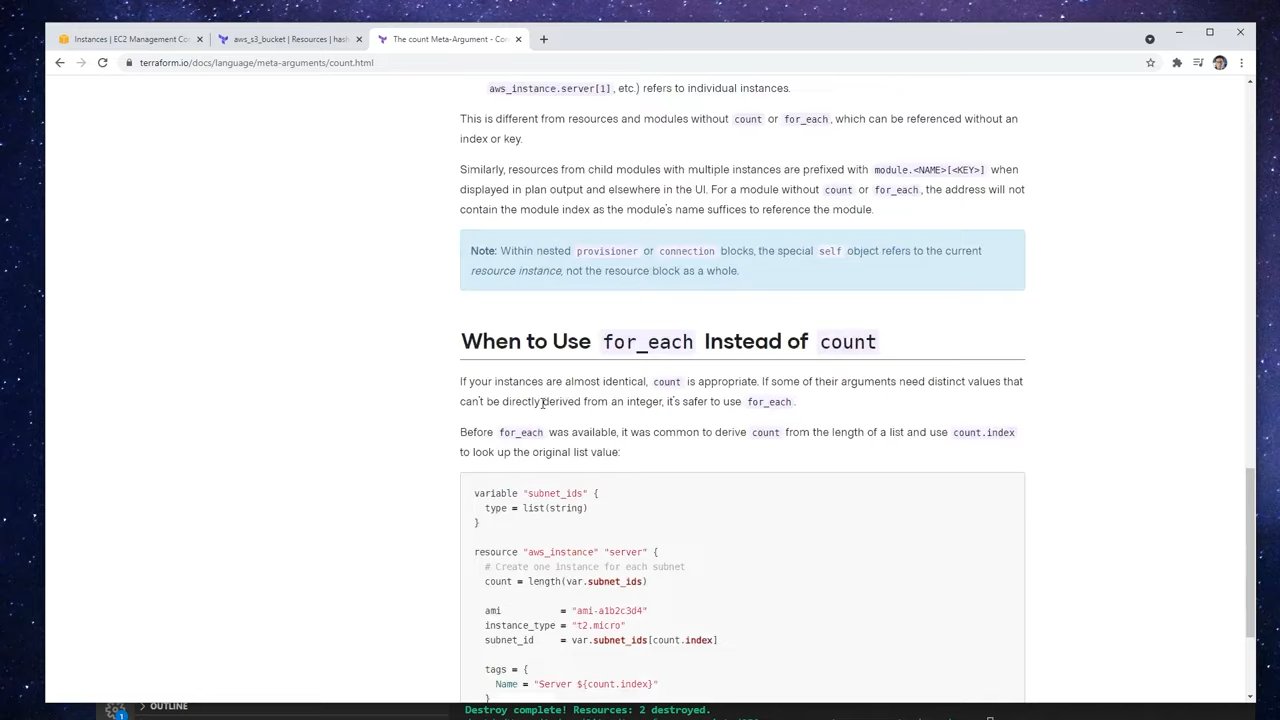 Instances | EC2 Management Co
aws_s3_bucket | Resources | hash
The count Meta-Argument - Con
terraform.io/docs/language/meta-arguments/count.html
aws_instance.server[1], etc.) refers to individual instances.
This is different from resources and modules without count or for_each, which can be referenced without an
index or key.
Similarly, resources from child modules with multiple instances are prefixed with module.<NAME>[<KEY>] when
displayed in plan output and elsewhere in the UI. For a module without count or for_each, the address will not
contain the module index as the module's name suffices to reference the module.
Note: Within nested provisioner or connection blocks, the special self object refers to the current
resource instance, not the resource block as a whole.
When to Use for_each Instead of count
If your instances are almost identical, count is appropriate. If some of their arguments need distinct values that
can't be directly derived from an integer, it's safer to use for_each.
Before for_each was available, it was common to derive count from the length of a list and use count.index
to look up the original list value:
variable "subnet_ids" {
type = list(string)
}
resource "aws_instance" "server" {
# Create one instance for each subnet
count = length(var.subnet_ids)
ami = "ami-a1b2c3d4"
instance_type = "t2.micro"
subnet_id = var.subnet_ids[count.index]
tags = {
Name = "Server ${count.index}"
}
1
OUTLINE
Destroy complete! Resources: 2 destroyed.